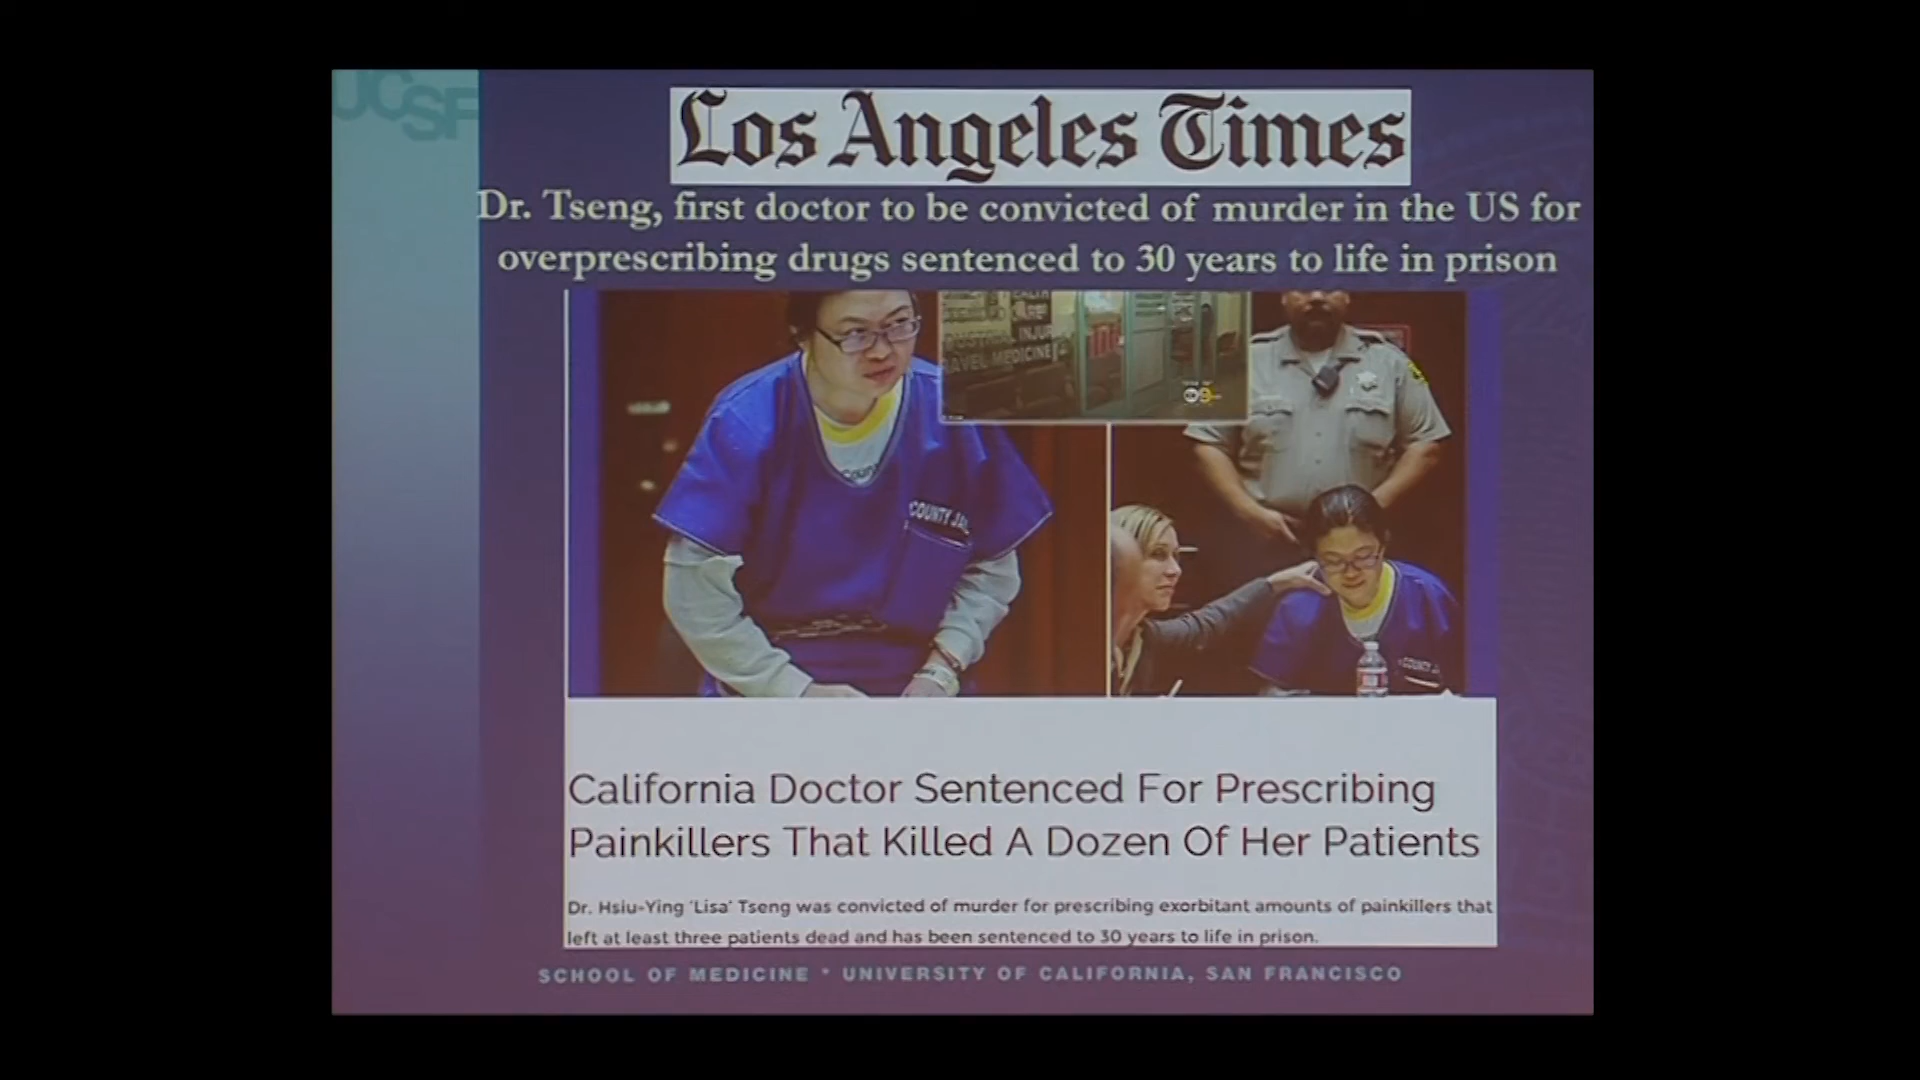 UCSF
Los Angeles Times
Dr. Tseng, first doctor to be convicted of murder in the US for
overprescribing drugs sentenced to 30 years to life in prison
TRAVEL MEDICINE
COUNTY JAIL
COUNTY JA
California Doctor Sentenced For Prescribing
Painkillers That Killed A Dozen Of Her Patients
Dr. Hsiu-Ying 'Lisa' Tseng was convicted of murder for prescribing exorbitant amounts of painkillers that
left at least three patients dead and has been sentenced to 30 years to life in prison.
SCHOOL OF MEDICINE * UNIVERSITY OF CALIFORNIA, SAN FRANCISCO